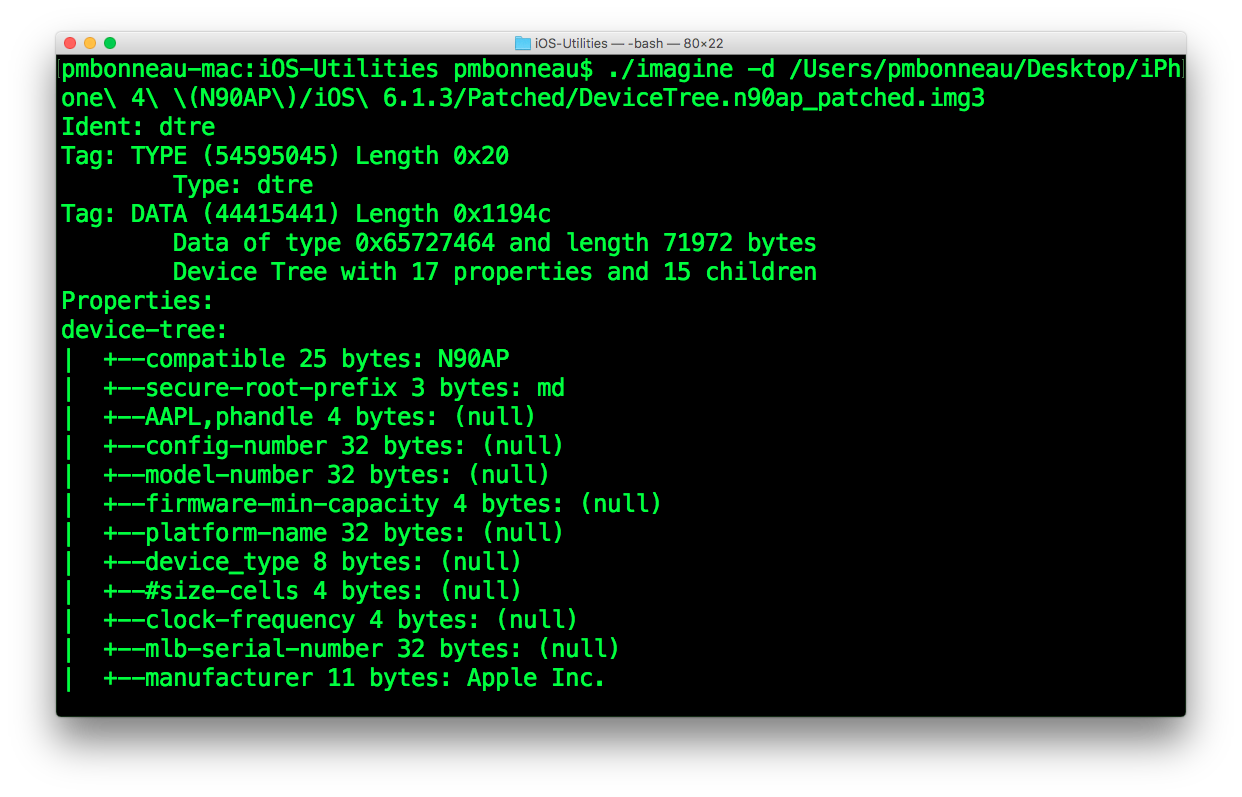 iOS-Utilities — -bash — 80×22
pmbonneau-mac:iOS-Utilities pmbonneau$ ./imagine -d /Users/pmbonneau/Desktop/iPh
one\ 4\ \(N90AP\)/iOS\ 6.1.3/Patched/DeviceTree.n90ap_patched.img3
Ident: dtre
Tag: TYPE (54595045) Length 0x20
        Type: dtre
Tag: DATA (44415441) Length 0x1194c
        Data of type 0x65727464 and length 71972 bytes
        Device Tree with 17 properties and 15 children
Properties:
device-tree:
|  +--compatible 25 bytes: N90AP
|  +--secure-root-prefix 3 bytes: md
|  +--AAPL,phandle 4 bytes: (null)
|  +--config-number 32 bytes: (null)
|  +--model-number 32 bytes: (null)
|  +--firmware-min-capacity 4 bytes: (null)
|  +--platform-name 32 bytes: (null)
|  +--device_type 8 bytes: (null)
|  +--#size-cells 4 bytes: (null)
|  +--clock-frequency 4 bytes: (null)
|  +--mlb-serial-number 32 bytes: (null)
|  +--manufacturer 11 bytes: Apple Inc.